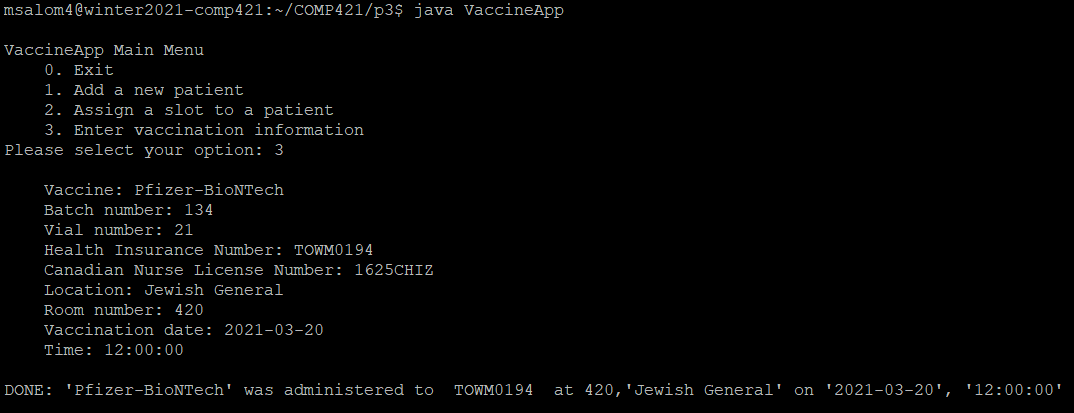 msalom4@winter2021-comp421:~/COMP421/p3$ java VaccineApp
VaccineApp Main Menu
0. Exit
1. Add a new patient
2. Assign a slot to a patient
3. Enter vaccination information
Please select your option: 3
Vaccine: Pfizer-BioNTech
Batch number: 134
Vial number: 21
Health Insurance Number: TOWM0194
Canadian Nurse License Number: 1625CHIZ
Location: Jewish General
Room number: 420
Vaccination date: 2021-03-20
Time: 12:00:00
DONE: 'Pfizer-BioNTech' was administered to  TOWM0194  at 420,'Jewish General' on '2021-03-20', '12:00:00'